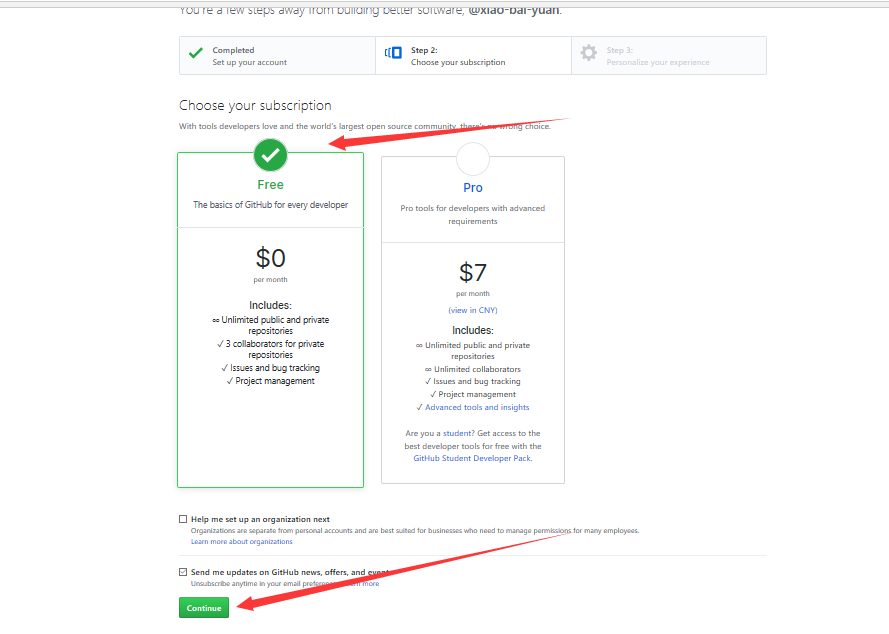 You're a few steps away from building better software, @xiao-bai-yuan.
Completed
Set up your account
Step 2:
Choose your subscription
Step 3:
Personalize your experience
Choose your subscription
With tools developers love and the world's largest open source community, there's no wrong choice.
Free
The basics of GitHub for every developer
$0
per month
Includes:
∞ Unlimited public and private
repositories
✓ 3 collaborators for private
repositories
✓ Issues and bug tracking
✓ Project management
Pro
Pro tools for developers with advanced
requirements
$7
per month
(view in CNY)
Includes:
∞ Unlimited public and private
repositories
∞ Unlimited collaborators
✓ Issues and bug tracking
✓ Project management
✓ Advanced tools and insights
Are you a student? Get access to the
best developer tools for free with the
GitHub Student Developer Pack.
Help me set up an organization next
Organizations are separate from personal accounts and are best suited for businesses who need to manage permissions for many employees.
Learn more about organizations
Send me updates on GitHub news, offers, and events
Unsubscribe anytime in your email preferences. more
Continue